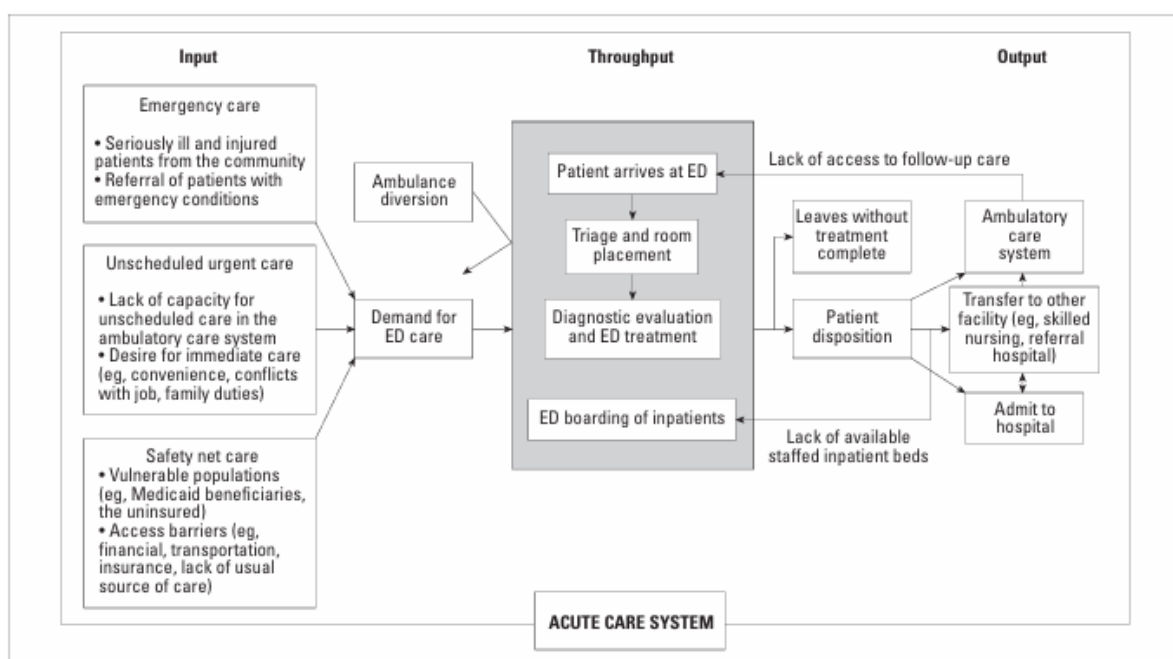 Input
Throughput
Output
Emergency care
• Seriously ill and injured
patients from the community
• Referral of patients with
emergency conditions
Unscheduled urgent care
• Lack of capacity for
unscheduled care in the
ambulatory care system
• Desire for immediate care
(eg, convenience, conflicts
with job, family duties)
Safety net care
• Vulnerable populations
(eg, Medicaid beneficiaries,
the uninsured)
• Access barriers (eg,
financial, transportation,
insurance, lack of usual
source of care)
Ambulance
diversion
Demand for
ED care
Patient arrives at ED
Triage and room
placement
Diagnostic evaluation
and ED treatment
ED boarding of inpatients
Lack of access to follow-up care
Leaves without
treatment
complete
Patient
disposition
Lack of available
staffed inpatient beds
Ambulatory
care
system
Transfer to other
facility (eg, skilled
nursing, referral
hospital)
Admit to
hospital
ACUTE CARE SYSTEM